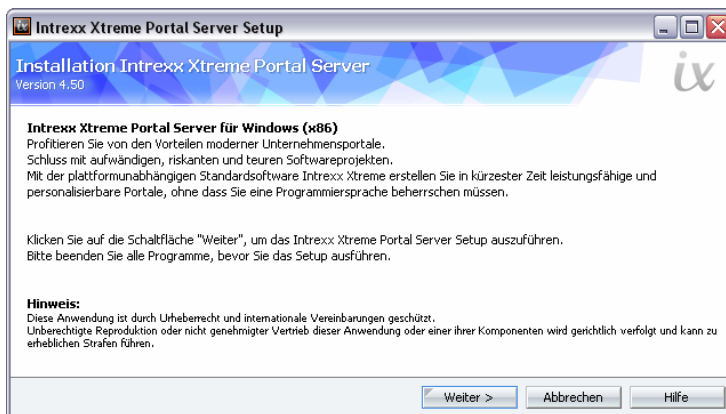 ix Intrexx Xtreme Portal Server Setup
Installation Intrexx Xtreme Portal Server
Version 4.50
ix
Intrexx Xtreme Portal Server für Windows (x86)
Profitieren Sie von den Vorteilen moderner Unternehmensportale.
Schluss mit aufwändigen, riskanten und teuren Softwareprojekten.
Mit der plattformunabhängigen Standardsoftware Intrexx Xtreme erstellen Sie in kürzester Zeit leistungsfähige und
personalisierbare Portale, ohne dass Sie eine Programmiersprache beherrschen müssen.
Klicken Sie auf die Schaltfläche "Weiter", um das Intrexx Xtreme Portal Server Setup auszuführen.
Bitte beenden Sie alle Programme, bevor Sie das Setup ausführen.
Hinweis:
Diese Anwendung ist durch Urheberrecht und internationale Vereinbarungen geschützt.
Unberechtigte Reproduktion oder nicht genehmigter Vertrieb dieser Anwendung oder einer ihrer Komponenten wird gerichtlich verfolgt und kann zu
erheblichen Strafen führen.
Weiter > Abbrechen Hilfe